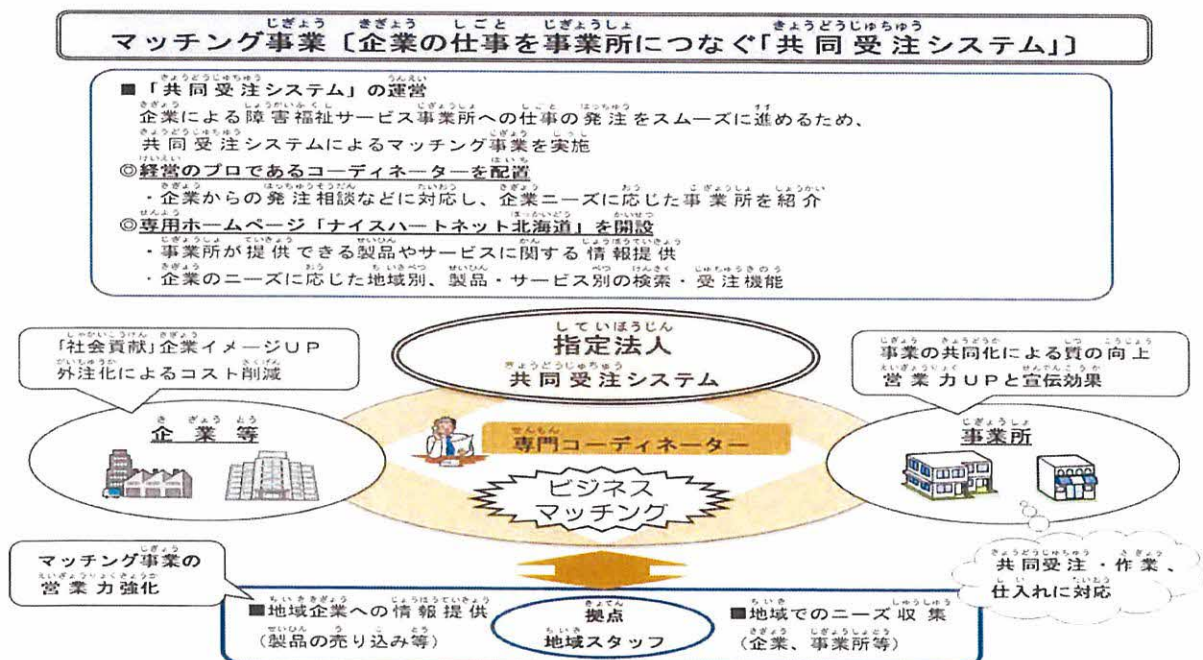 マッチング事業〔企業の仕事を事業所につなぐ「共同受注システム」〕
■「共同受注システム」の運営
企業による障害福祉サービス事業所への仕事の発注をスムーズに進めるため、
共同受注システムによるマッチング事業を実施
◎経営のプロであるコーディネーターを配置
・企業からの発注相談などに対応し、企業ニーズに応じた事業所を紹介
◎専用ホームページ「ナイスハートネット北海道」を開設
・事業所が提供できる製品やサービスに関する情報提供
・企業のニーズに応じた地域別、製品・サービス別の検索・受注機能
「社会貢献」企業イメージUP
外注化によるコスト削減
指定法人
共同受注システム
事業の共同化による質の向上
営業力UPと宣伝効果
企業等
専門コーディネーター
事業所
ビジネス
マッチング
マッチング事業の
営業力強化
共同受注・作業、
仕入れに対応
■地域企業への情報提供
(製品の売り込み等)
拠点
地域スタッフ
■地域でのニーズ収集
(企業、事業所等)